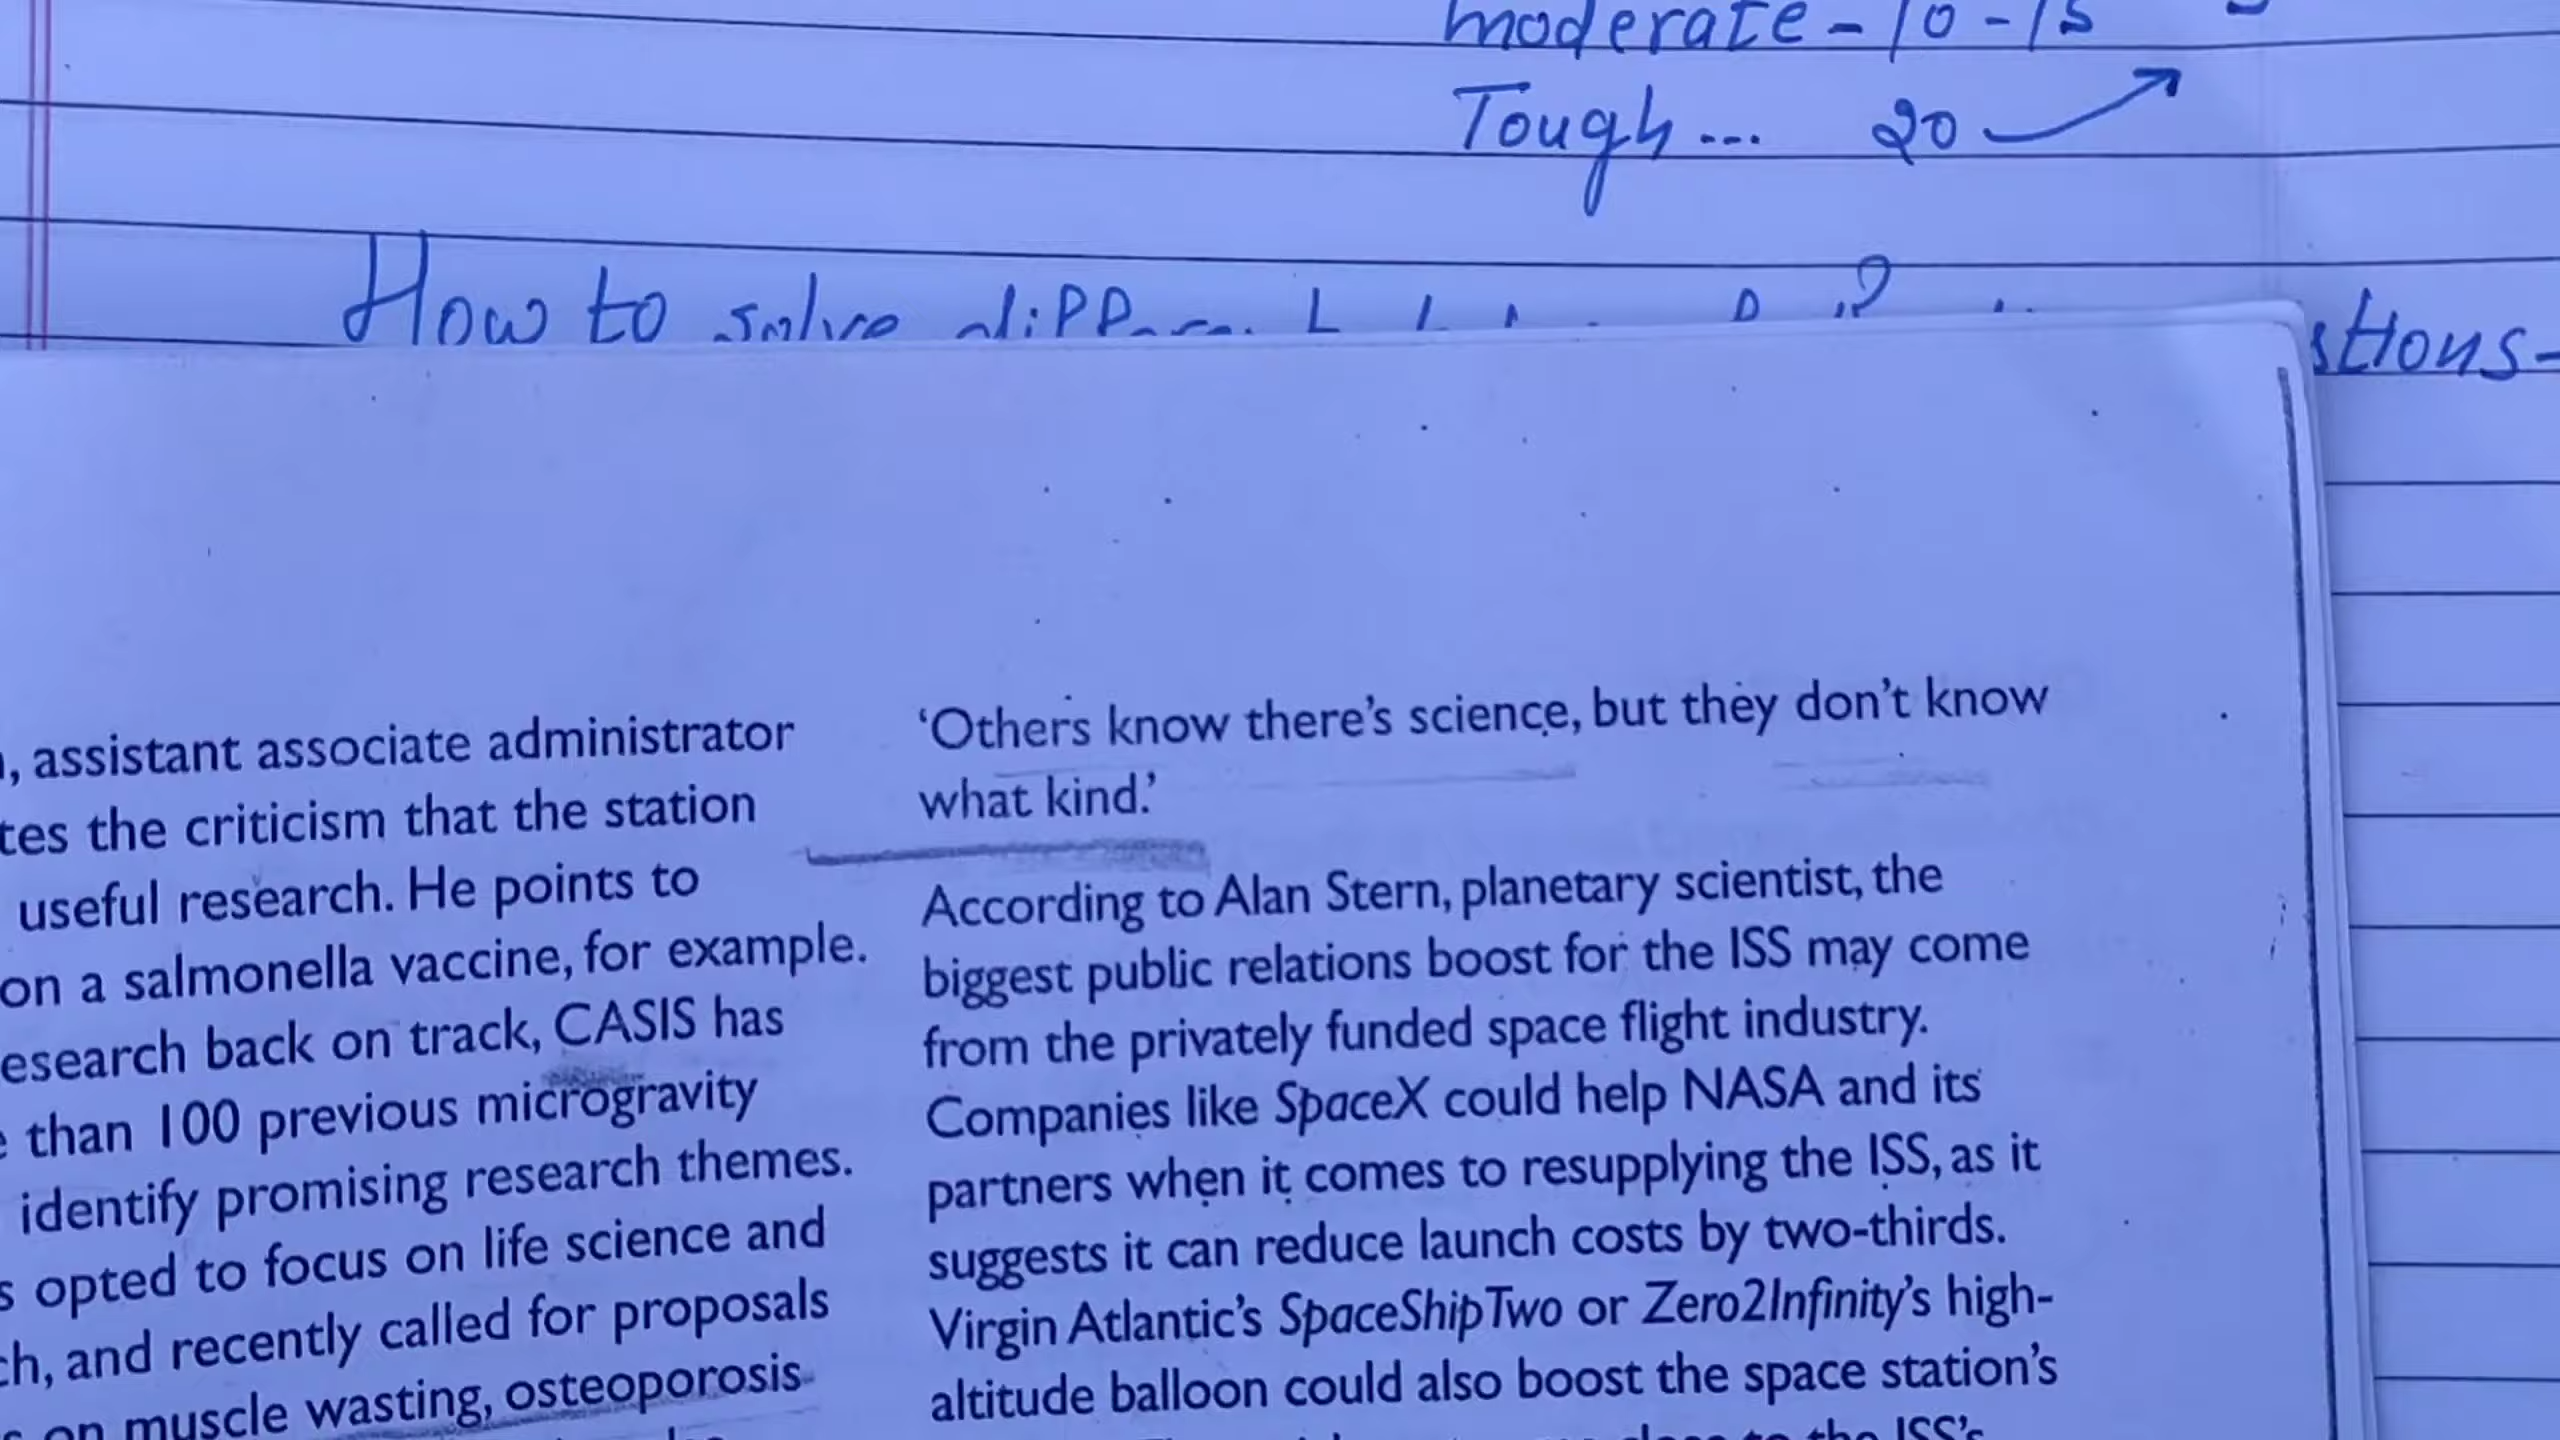 moderate - 10 - 15
Tough... 20
How to solve
stions-
, assistant associate administrator
tes the criticism that the station
useful research. He points to
on a salmonella vaccine, for example.
esearch back on track, CASIS has
than 100 previous microgravity
identify promising research themes.
s opted to focus on life science and
ch, and recently called for proposals
on muscle wasting, osteoporosis
‘Others know there’s science, but they don’t know
what kind.’
According to Alan Stern, planetary scientist, the
biggest public relations boost for the ISS may come
from the privately funded space flight industry.
Companies like SpaceX could help NASA and its
partners when it comes to resupplying the ISS, as it
suggests it can reduce launch costs by two-thirds.
Virgin Atlantic’s SpaceShipTwo or Zero2Infinity’s high-
altitude balloon could also boost the space station’s
to the ISS’s